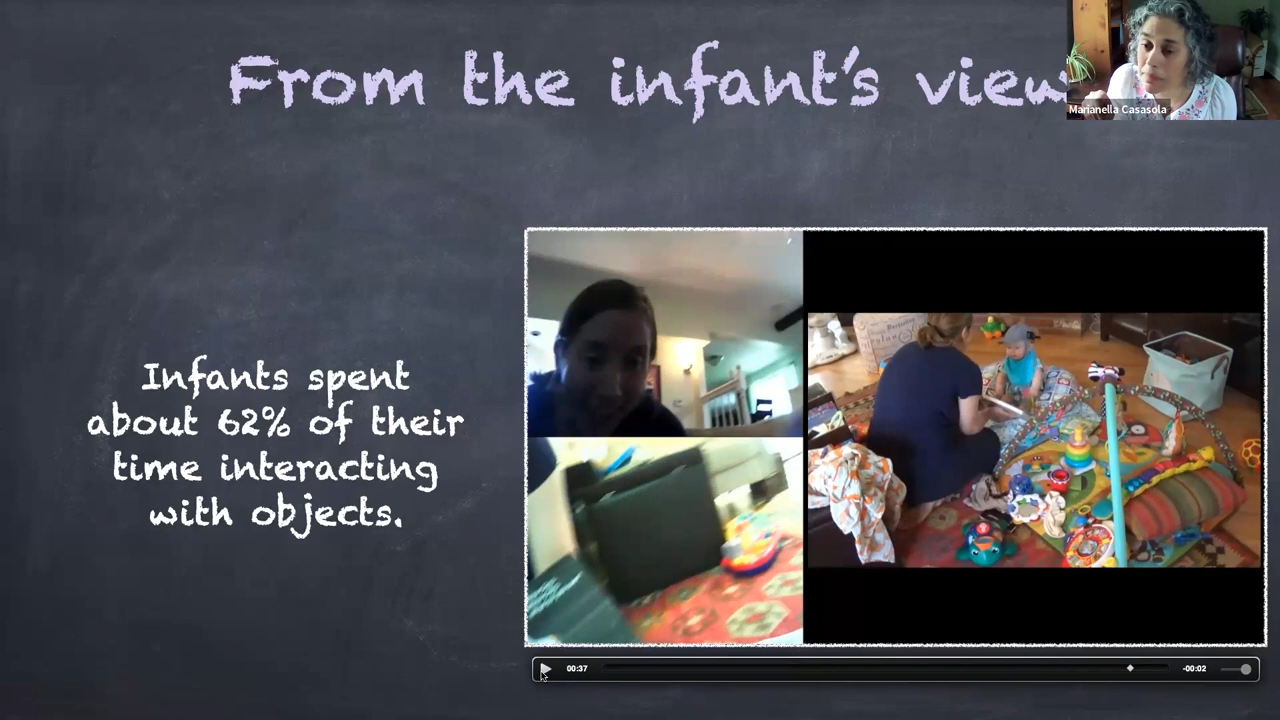 From the infant's view
Marianella Casasola
Infants spent
about 62% of their
time interacting
with objects.
00:37
-00:02